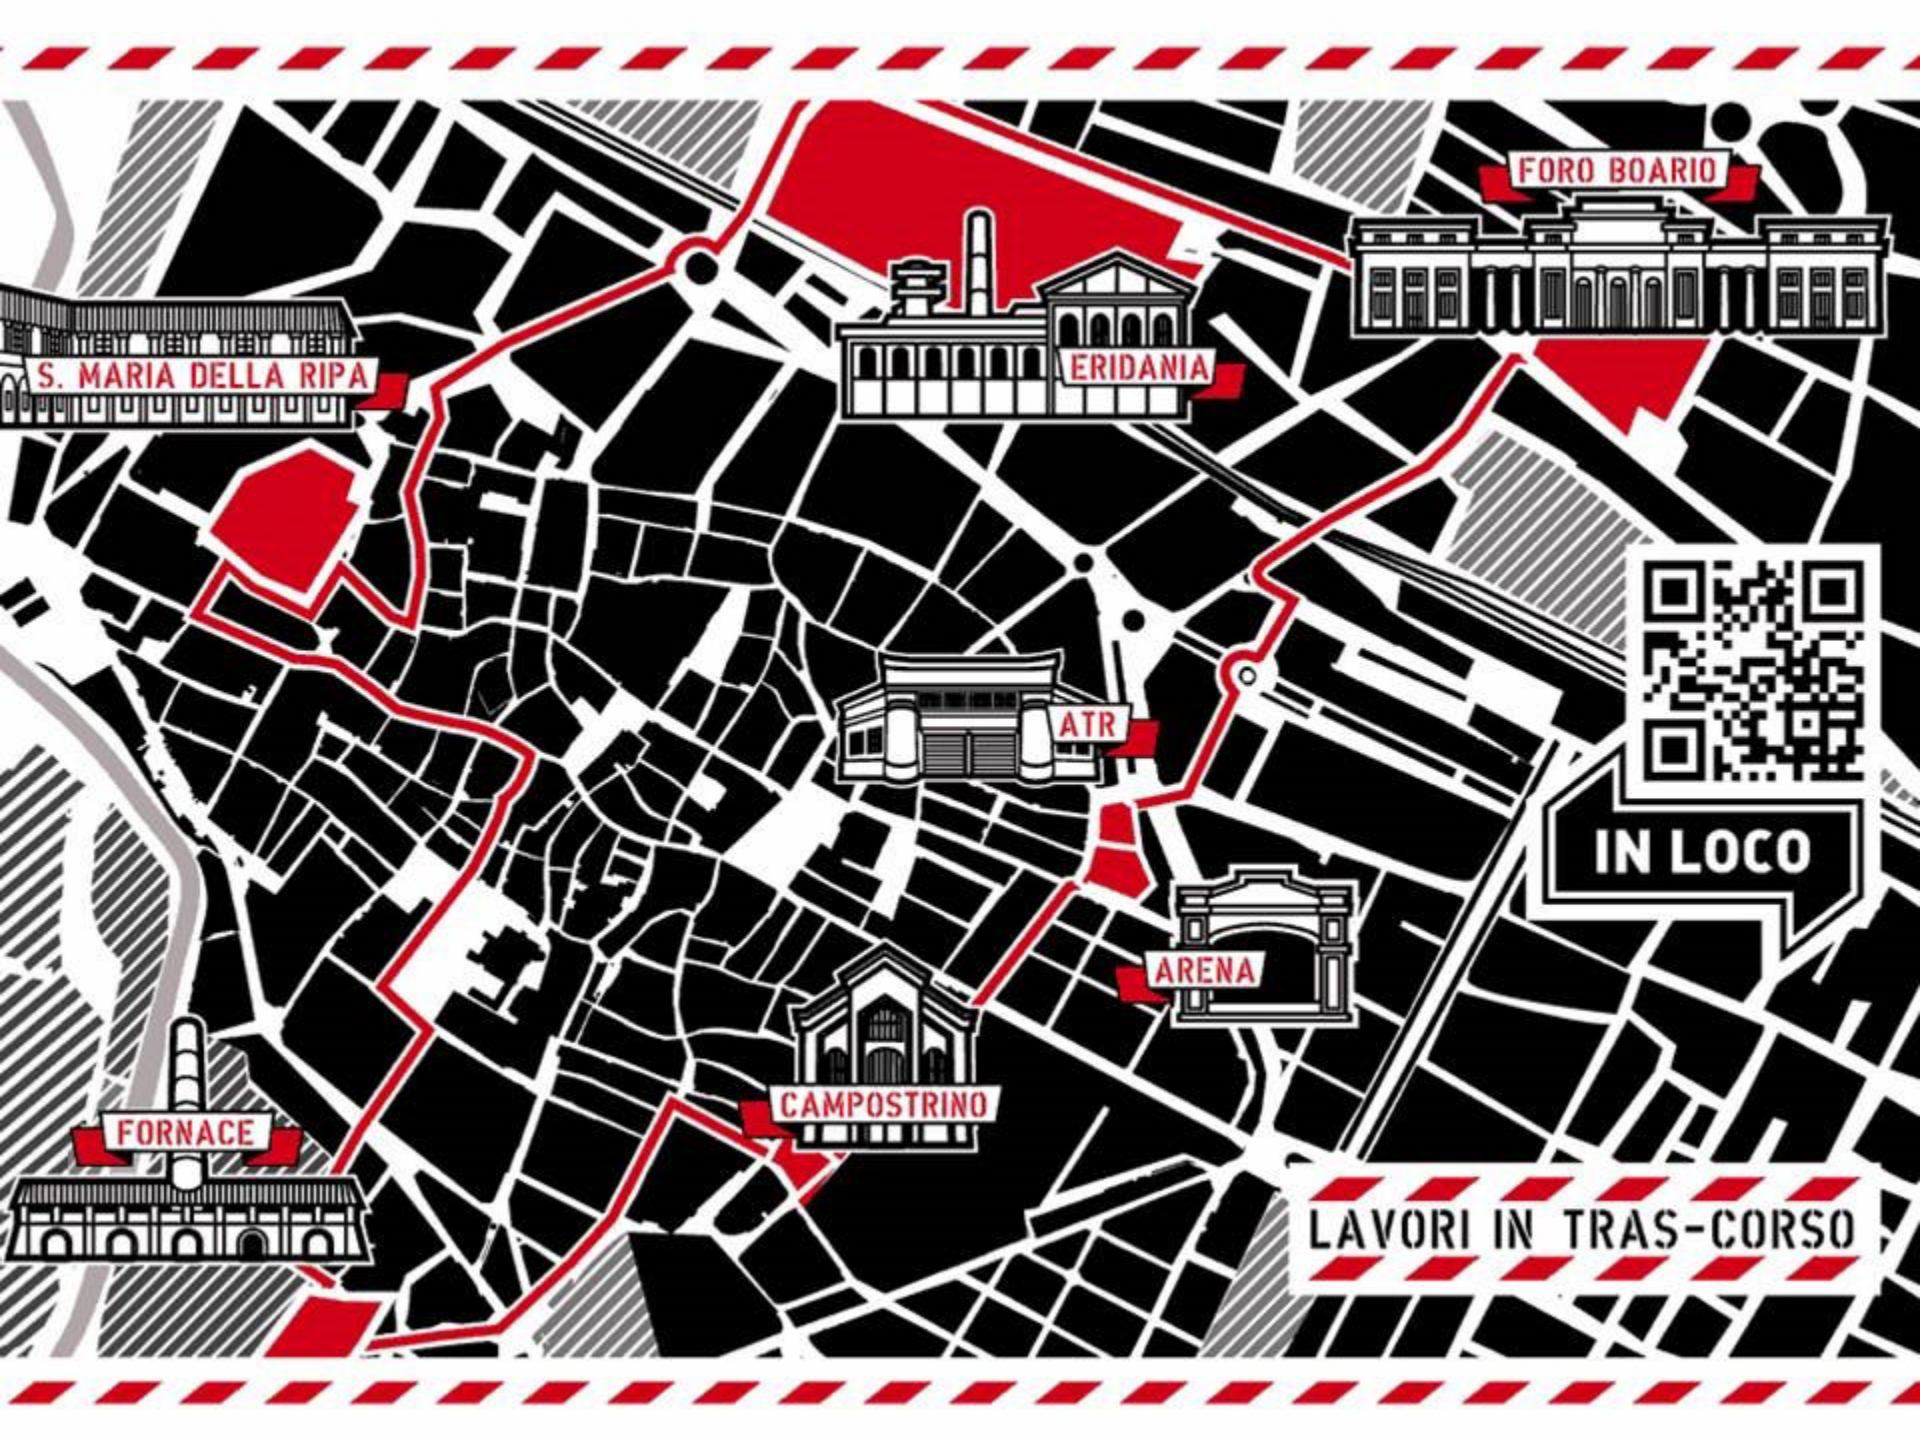 FORO BOARIO
S. MARIA DELLA RIPA
ERIDANIA
ATR
IN LOCO
ARENA
CAMPOSTRINO
FORNACE
LAVORI IN TRAS-CORSO